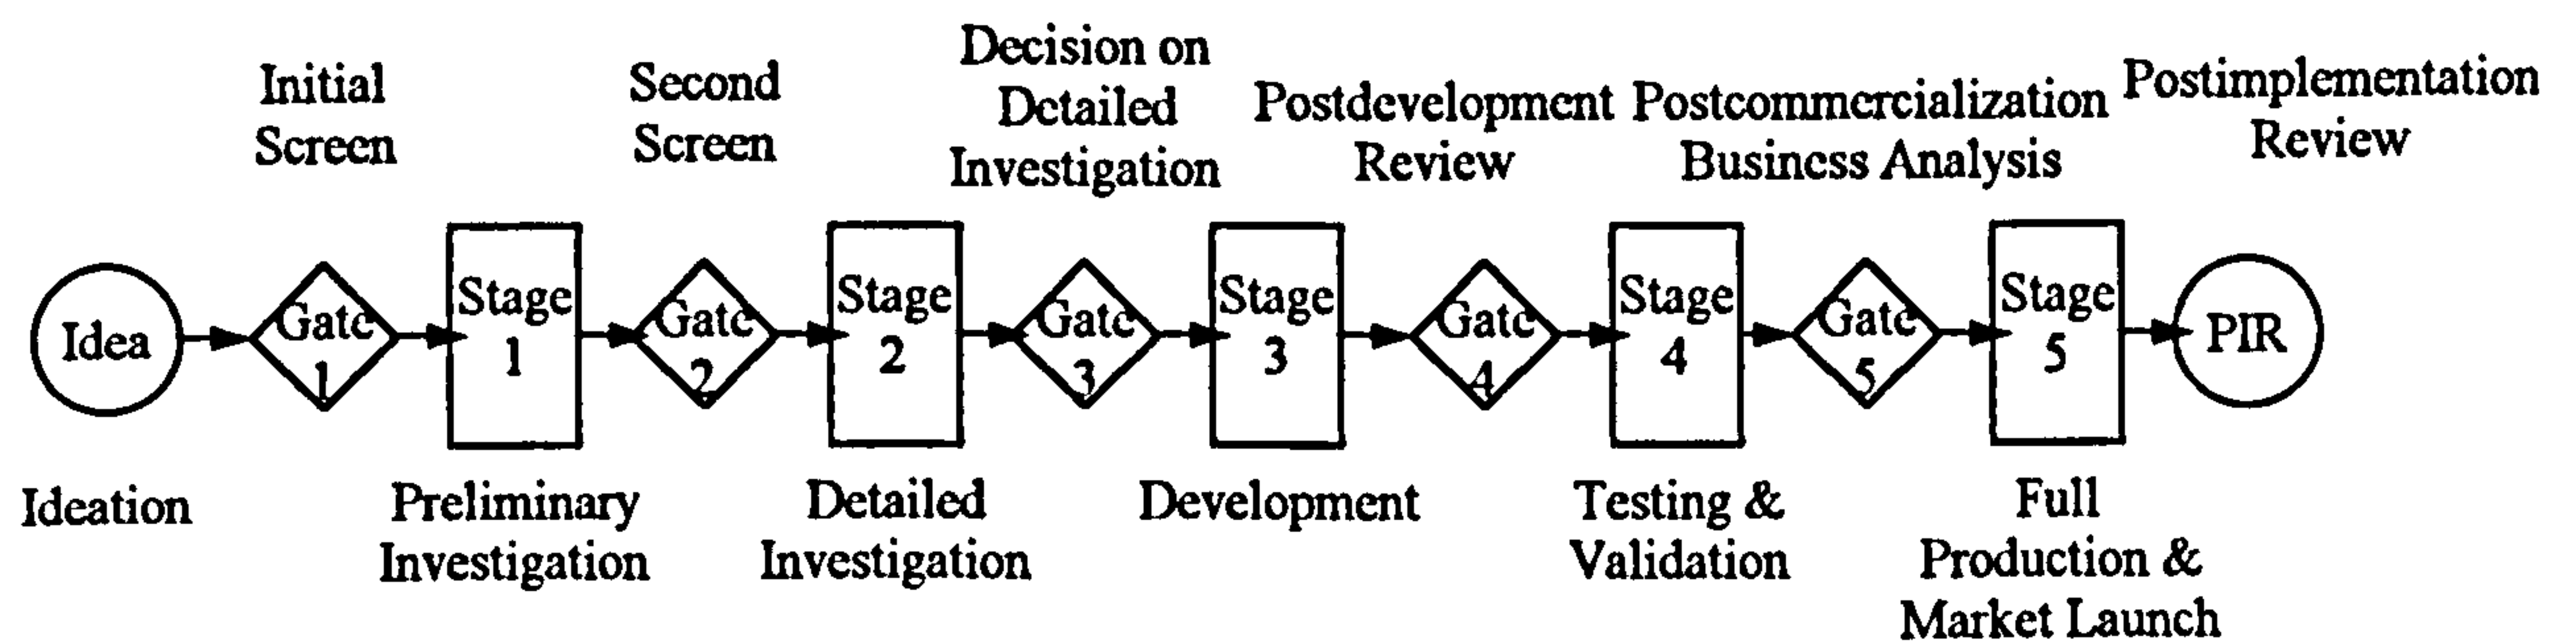 Initial
Screen
Second
Screen
Decision on
Detailed
Investigation
Postdevelopment
Review
Postcommercialization
Business Analysis
Postimplementation
Review
Idea
Gate
1
Stage
1
Gate
2
Stage
2
Gate
3
Stage
3
Gate
4
Stage
4
Gate
5
Stage
5
PIR
Ideation
Preliminary
Investigation
Detailed
Investigation
Development
Testing &
Validation
Full
Production &
Market Launch